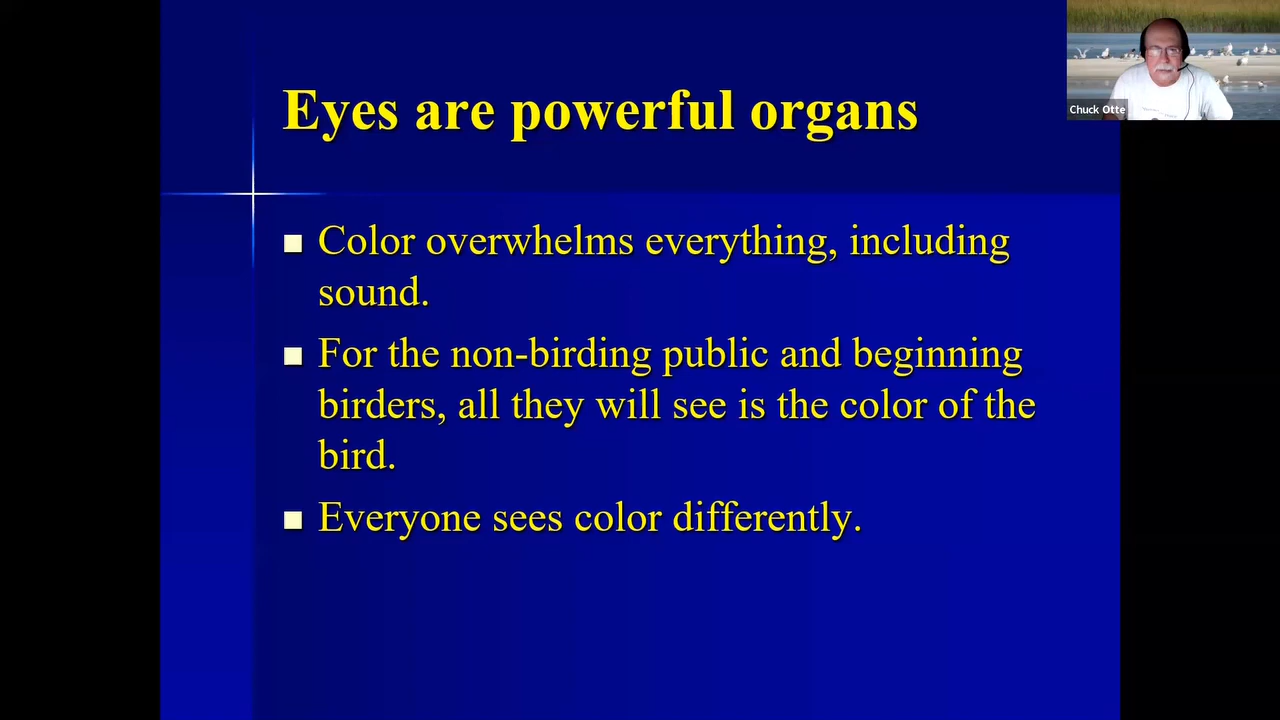 Eyes are powerful organs
Color overwhelms everything, including
sound.
For the non-birding public and beginning
birders, all they will see is the color of the
bird.
Everyone sees color differently.
Chuck Otte